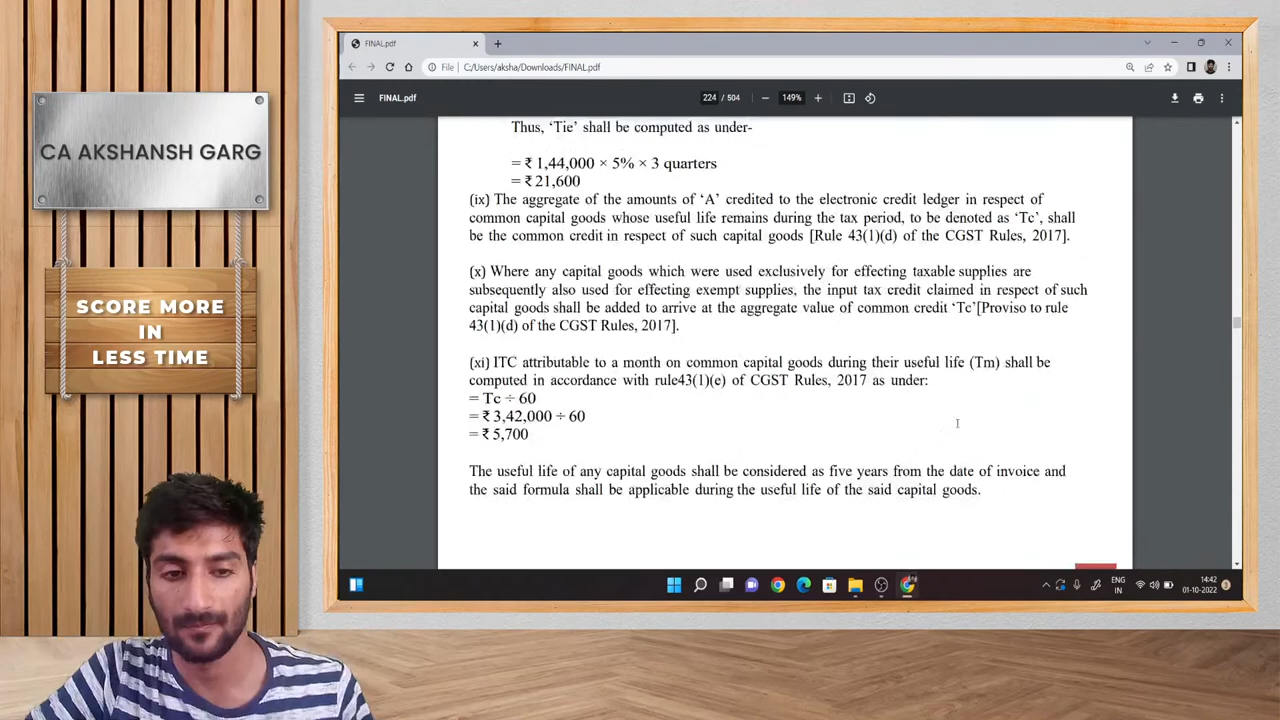 CA AKSHANSH GARG
SCORE MORE
IN
LESS TIME
FINAL.pdf
File | C:/Users/aksha/Downloads/FINAL.pdf
FINAL.pdf
224 / 504
149%
Thus, ‘Tie’ shall be computed as under-
= ₹ 1,44,000 × 5% × 3 quarters
= ₹ 21,600
(ix) The aggregate of the amounts of ‘A’ credited to the electronic credit ledger in respect of
common capital goods whose useful life remains during the tax period, to be denoted as ‘Tc’, shall
be the common credit in respect of such capital goods [Rule 43(1)(d) of the CGST Rules, 2017].
(x) Where any capital goods which were used exclusively for effecting taxable supplies are
subsequently also used for effecting exempt supplies, the input tax credit claimed in respect of such
capital goods shall be added to arrive at the aggregate value of common credit ‘Tc’[Proviso to rule
43(1)(d) of the CGST Rules, 2017].
(xi) ITC attributable to a month on common capital goods during their useful life (Tm) shall be
computed in accordance with rule43(1)(e) of CGST Rules, 2017 as under:
= Tc ÷ 60
= ₹ 3,42,000 ÷ 60
= ₹ 5,700
The useful life of any capital goods shall be considered as five years from the date of invoice and
the said formula shall be applicable during the useful life of the said capital goods.
ENG
IN
14:42
01-10-2022